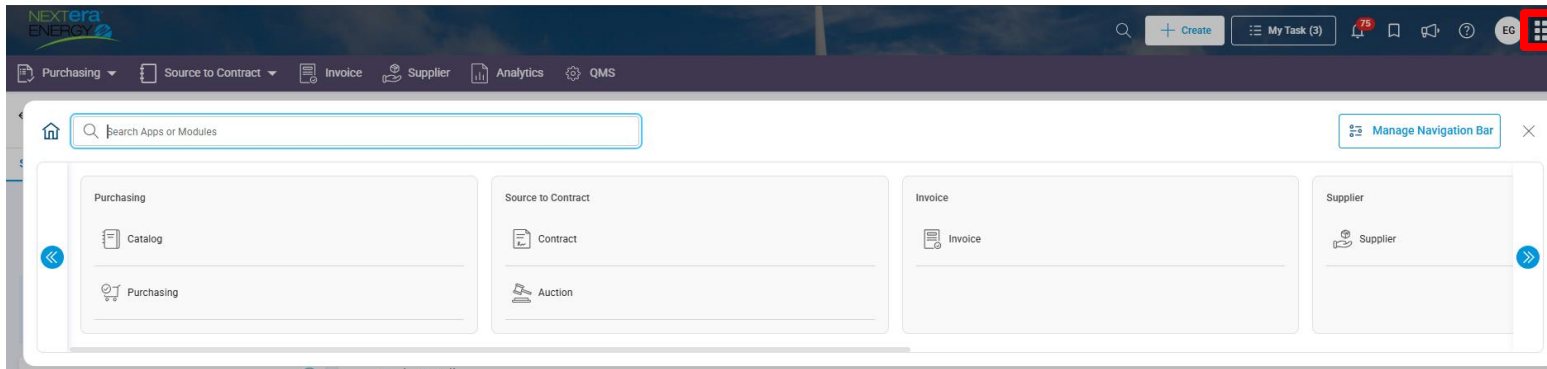 NEXTera
ENERGY
Create
My Task (3)
75
EG
Purchasing
Source to Contract
Invoice
Supplier
Analytics
QMS
Search Apps or Modules
Manage Navigation Bar
Purchasing
Source to Contract
Invoice
Supplier
Catalog
Contract
Invoice
Supplier
Purchasing
Auction